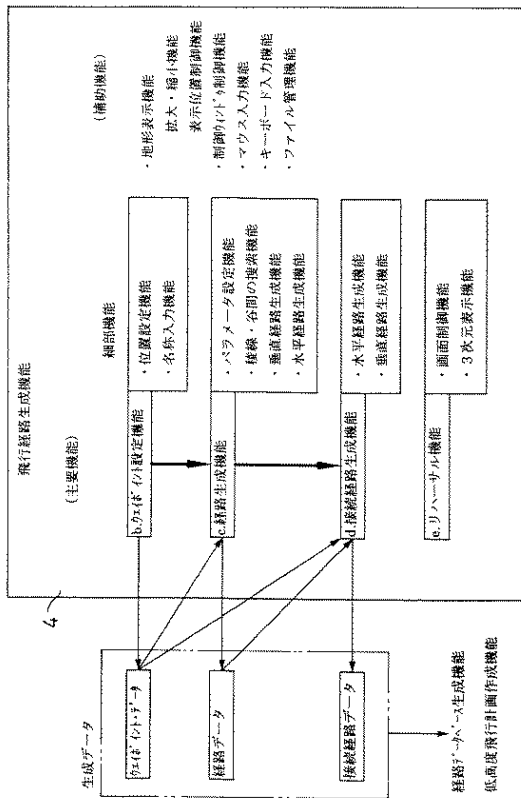 飛行経路生成機能
4
(主要機能)
細部機能
(補助機能)
生成データ
ウェイポイント・データ
b.ウェイポイント設定機能
・位置設定機能
・名称入力機能
・地形表示機能
拡大・縮小機能
表示位置制御機能
・制御ウィンドウ制御機能
・マウス入力機能
・キーボード入力機能
・ファイル管理機能
経路データ
c.経路生成機能
・パラメータ設定機能
・稜線・谷間の捜索機能
・垂直経路生成機能
・水平経路生成機能
接続経路データ
d.接続経路生成機能
・水平経路生成機能
・垂直経路生成機能
e.リハーサル機能
・画面制御機能
・3次元表示機能
経路データベース生成機能
低高度飛行計画作成機能